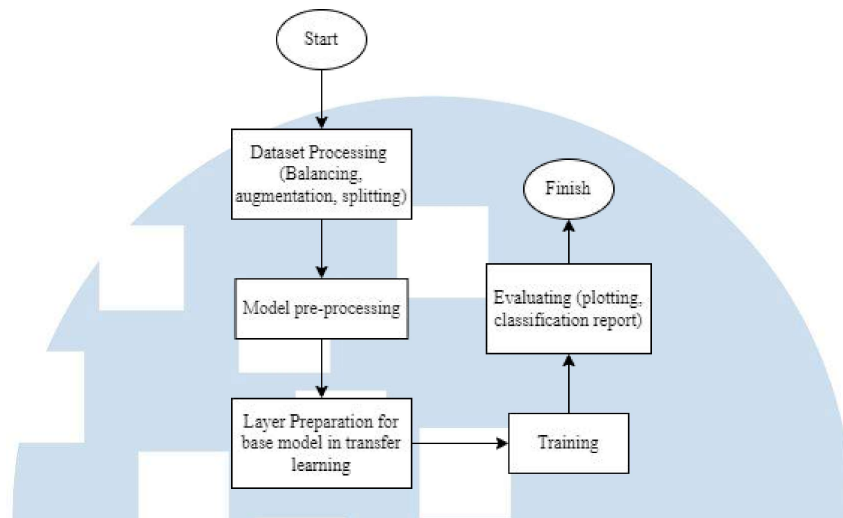 Start
Dataset Processing
(Balancing,
augmentation, splitting)
Model pre-processing
Layer Preparation for
base model in transfer
learning
Training
Evaluating (plotting,
classification report)
Finish